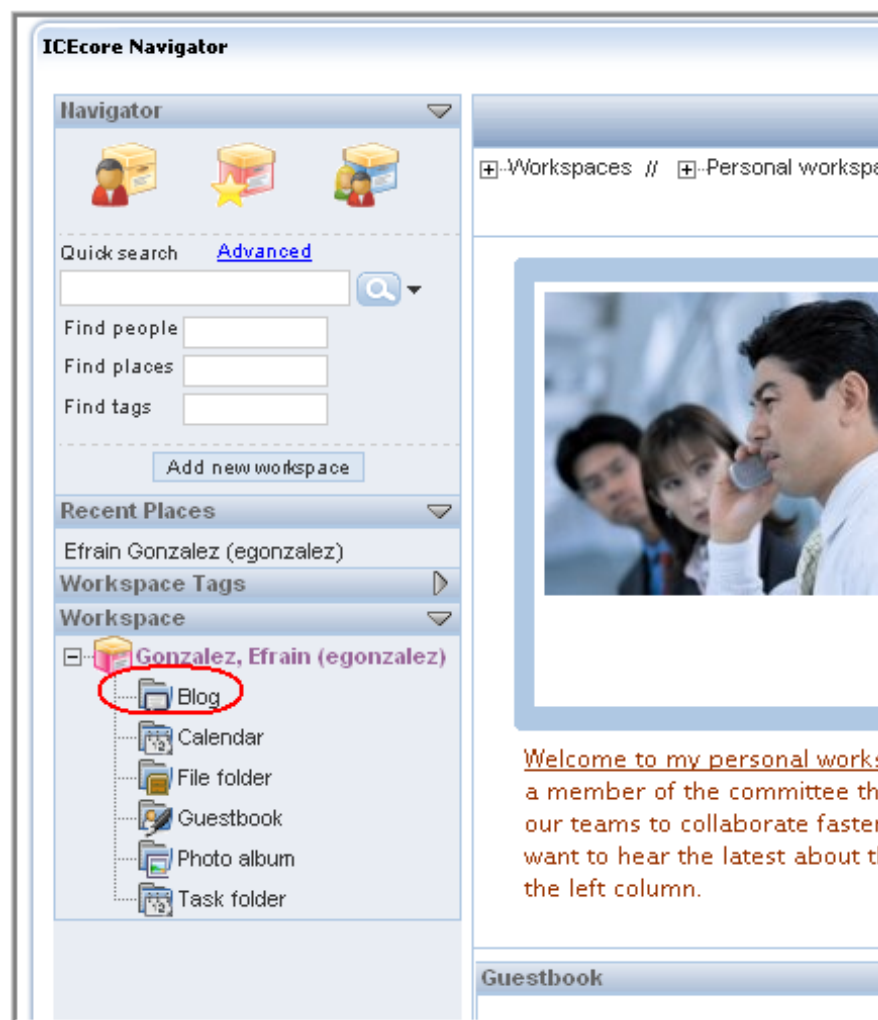 ICEcore Navigator
Navigator
Quick search Advanced
Find people
Find places
Find tags
Add new workspace
Recent Places
Efrain Gonzalez (egonzalez)
Workspace Tags
Workspace
Gonzalez, Efrain (egonzalez)
Blog
Calendar
File folder
Guestbook
Photo album
Task folder
Workspaces // Personal workspa
Welcome to my personal works
a member of the committee th
our teams to collaborate faster
want to hear the latest about t
the left column.
Guestbook